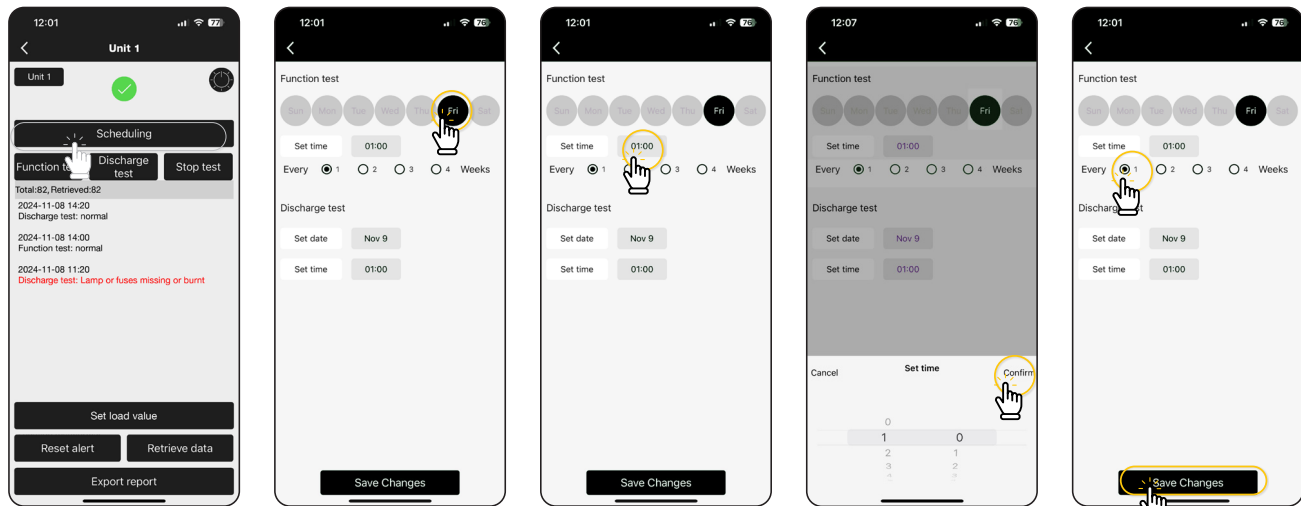 12:01
77
Unit 1
Unit 1
Scheduling
Function te
Discharge
test
Stop test
Total:82, Retrieved:82
2024-11-08 14:20
Discharge test: normal
2024-11-08 14:00
Function test: normal
2024-11-08 11:20
Discharge test: Lamp or fuses missing or burnt
Set load value
Reset alert
Retrieve data
Export report
12:01
76
Function test
Sun Mon Tue Wed Thu Fri Sat
Set time 01:00
Every 1 2 3 4 Weeks
Discharge test
Set date Nov 9
Set time 01:00
Save Changes
12:01
76
Function test
Sun Mon Tue Wed Thu Fri Sat
Set time 01:00
Every 1 3 4 Weeks
Discharge test
Set date Nov 9
Set time 01:00
Save Changes
12:07
76
Function test
Sun Mon Tue Wed Thu Fri Sat
Set time 01:00
Every 1 2 3 4 Weeks
Discharge test
Set date Nov 9
Set time 01:00
Cancel Set time Confirm
0
1 0
2 1
3 2
12:01
76
Function test
Sun Mon Tue Wed Thu Fri Sat
Set time 01:00
Every 1 2 3 4 Weeks
Discharge test
Set date Nov 9
Set time 01:00
Save Changes